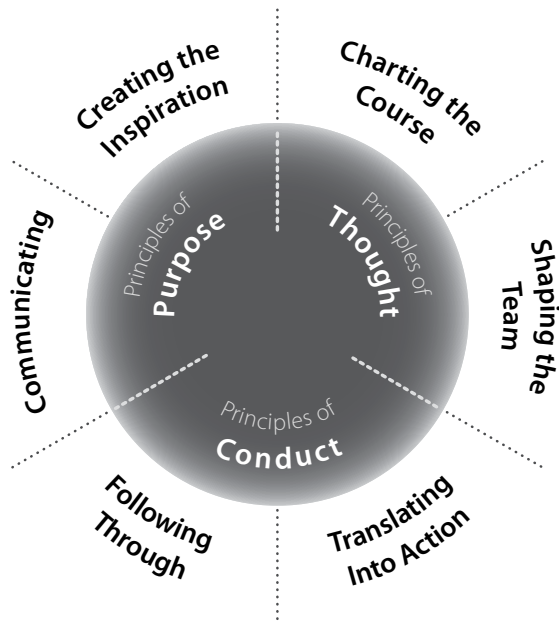 Creating the
Inspiration
Charting the
Course
Principles of
Purpose
Principles of
Thought
Communicating
Shaping the
Team
Principles of
Conduct
Following
Through
Translating
Into Action